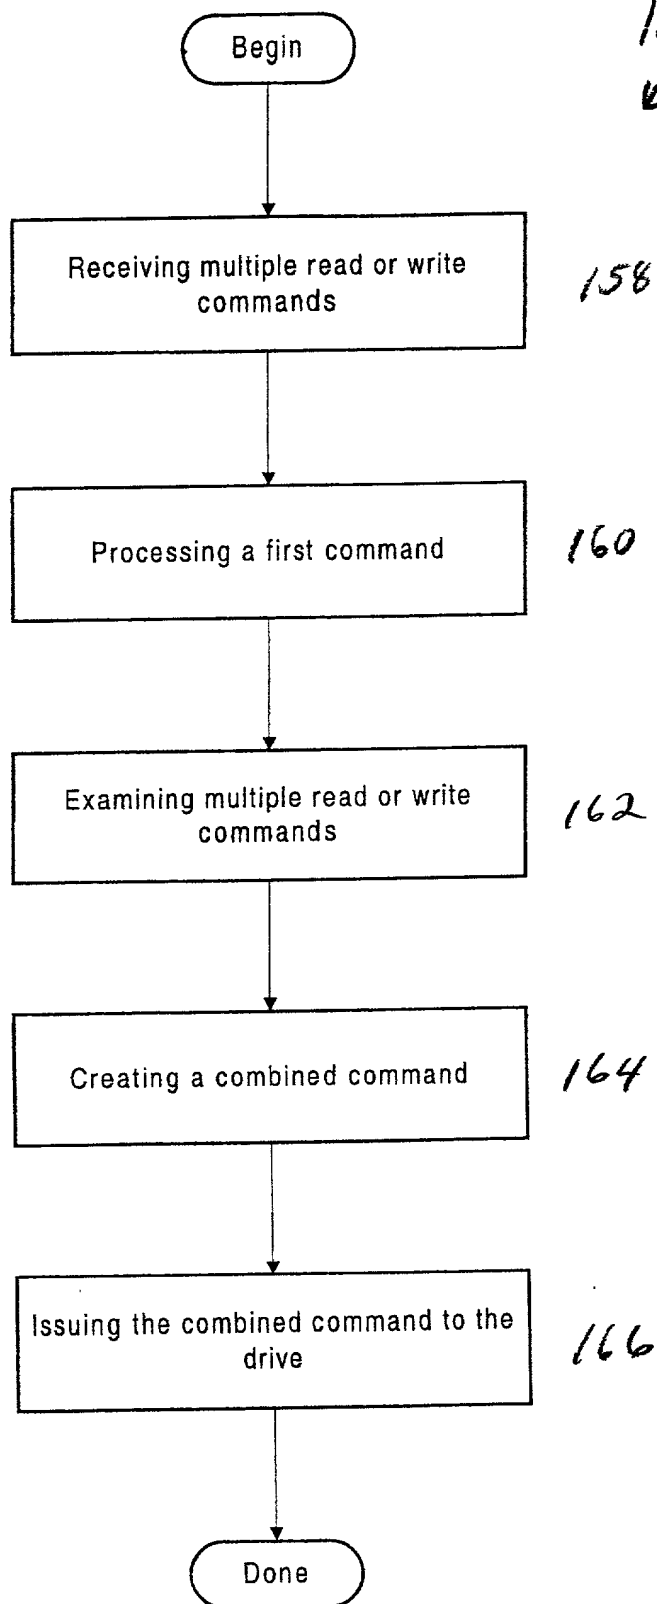 Begin
Receiving multiple read or write
commands
158
Processing a first command
160
Examining multiple read or write
commands
162
Creating a combined command
164
Issuing the combined command to the
drive
166
Done